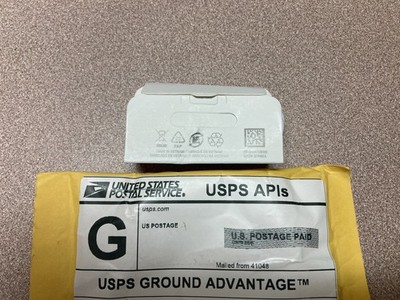 UNITED STATES
POSTAL SERVICE®
USPS APIs
usps.com
G
US POSTAGE
U.S. POSTAGE PAID
Mailed from 41048
USPS GROUND ADVANTAGE™